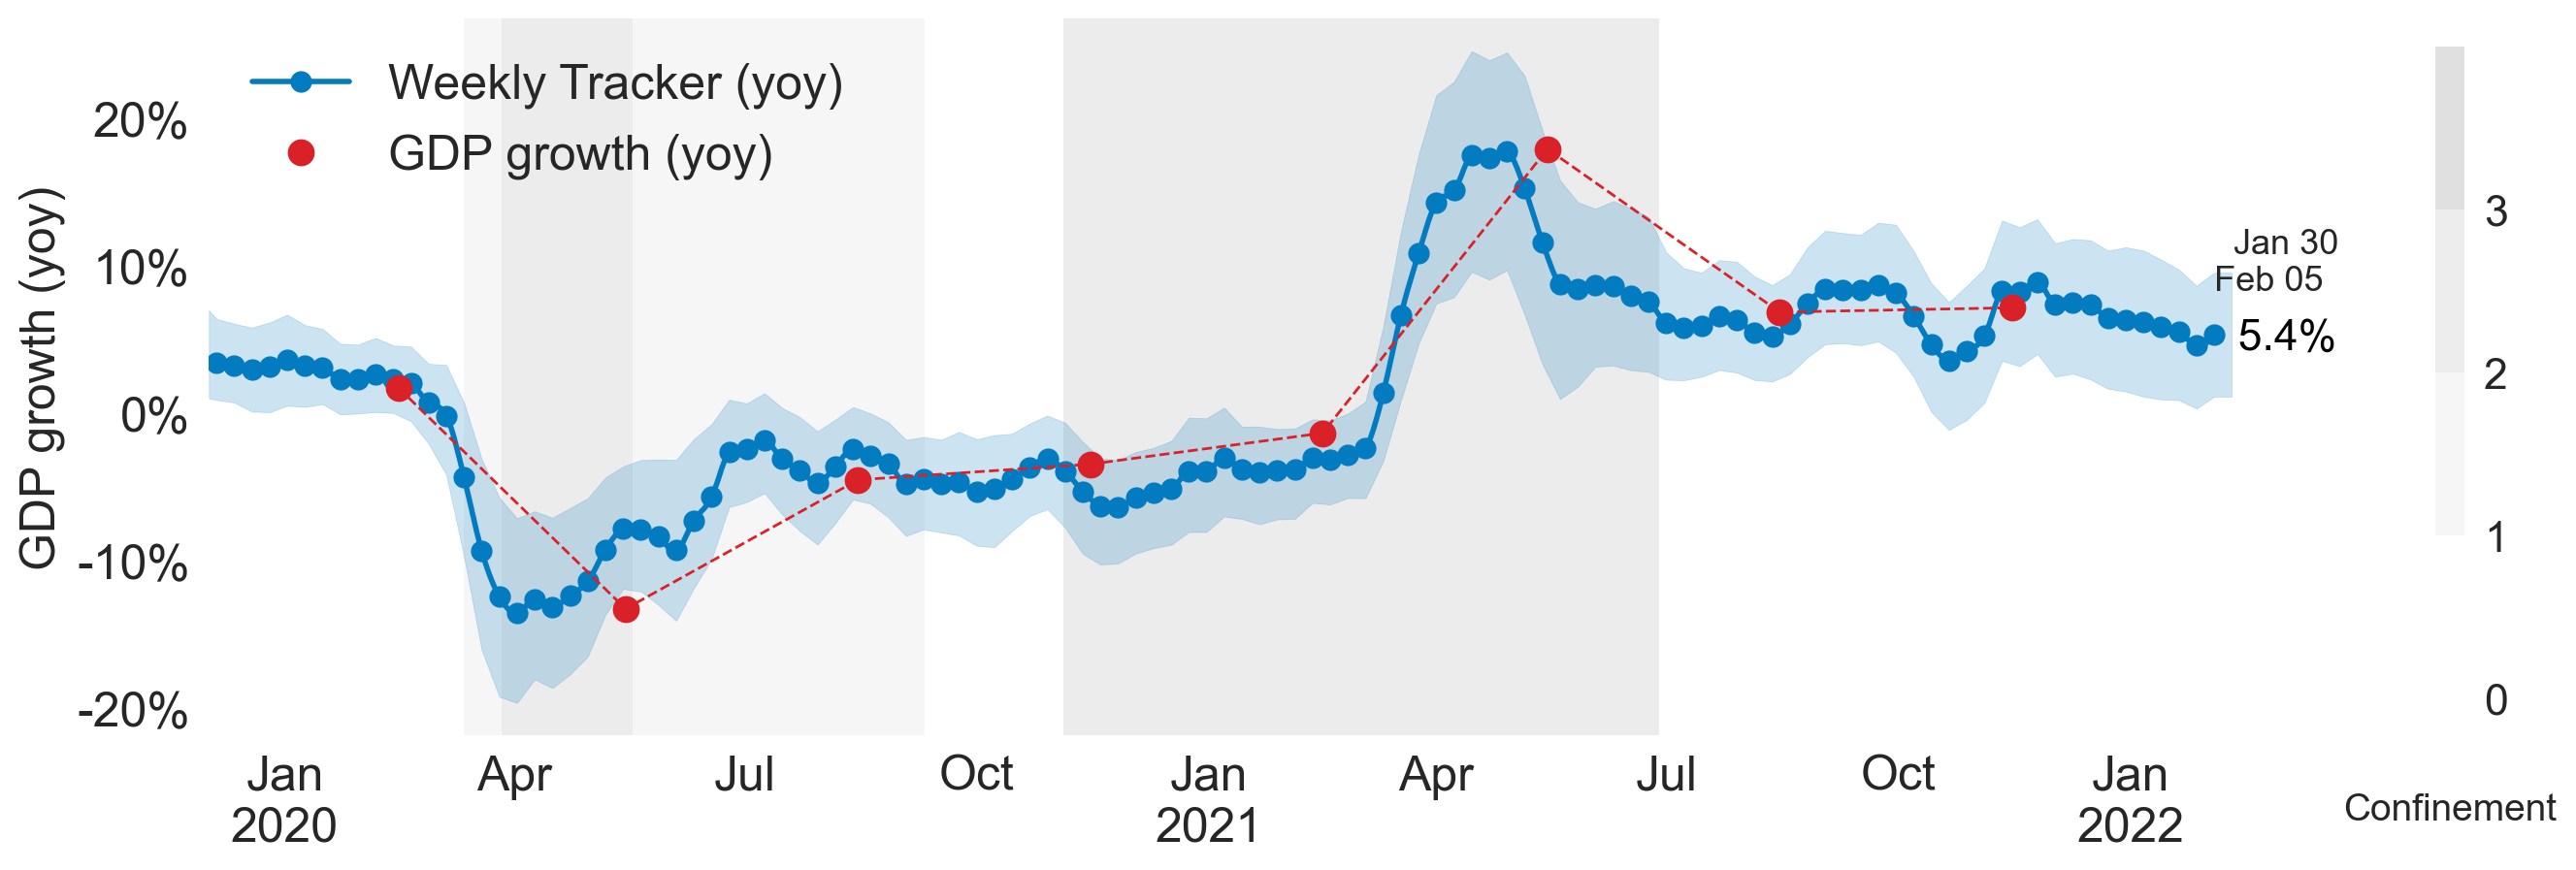 Weekly Tracker (yoy)
GDP growth (yoy)
GDP growth (yoy)
20%
10%
0%
-10%
-20%
Jan 30
Feb 05
5.4%
3
2
1
0
Confinement
Jan Apr Jul Oct Jan Apr Jul Oct Jan
2020 2021 2022